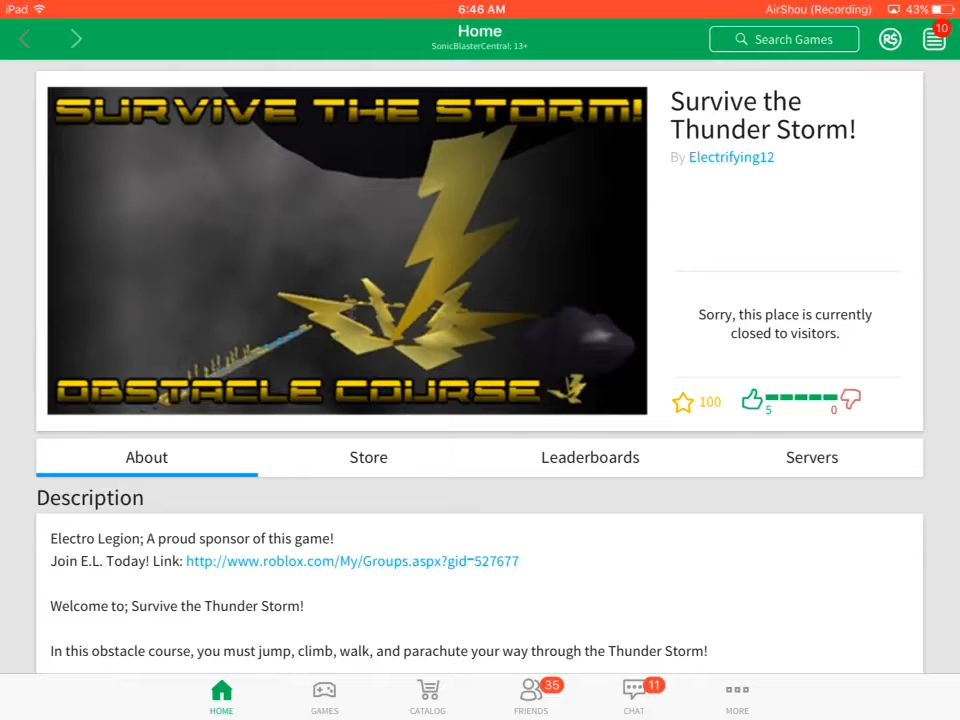 iPad 6:46 AM AirShou (Recording) 43%
Home
SonicBlasterCentral: 13+
Search Games
R$
10
SURVIVE THE STORM!
OBSTACLE COURSE
Survive the
Thunder Storm!
By Electrifying12
Sorry, this place is currently
closed to visitors.
100
5
0
About Store Leaderboards Servers
Description
Electro Legion; A proud sponsor of this game!
Join E.L. Today! Link: http://www.roblox.com/My/Groups.aspx?gid=527677
Welcome to; Survive the Thunder Storm!
In this obstacle course, you must jump, climb, walk, and parachute your way through the Thunder Storm!
35 11
HOME GAMES CATALOG FRIENDS CHAT MORE